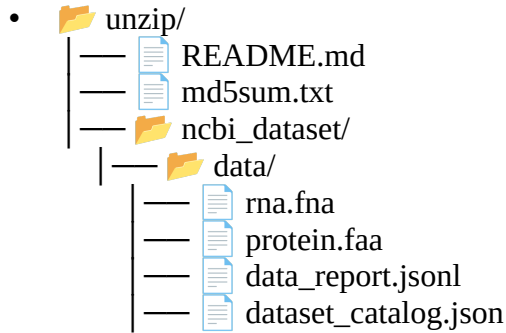 • 📂 unzip/
│── 📄 README.md
│── 📄 md5sum.txt
│── 📂 ncbi_dataset/
│── 📂 data/
│── 📄 rna.fna
│── 📄 protein.faa
│── 📄 data_report.jsonl
│── 📄 dataset_catalog.json